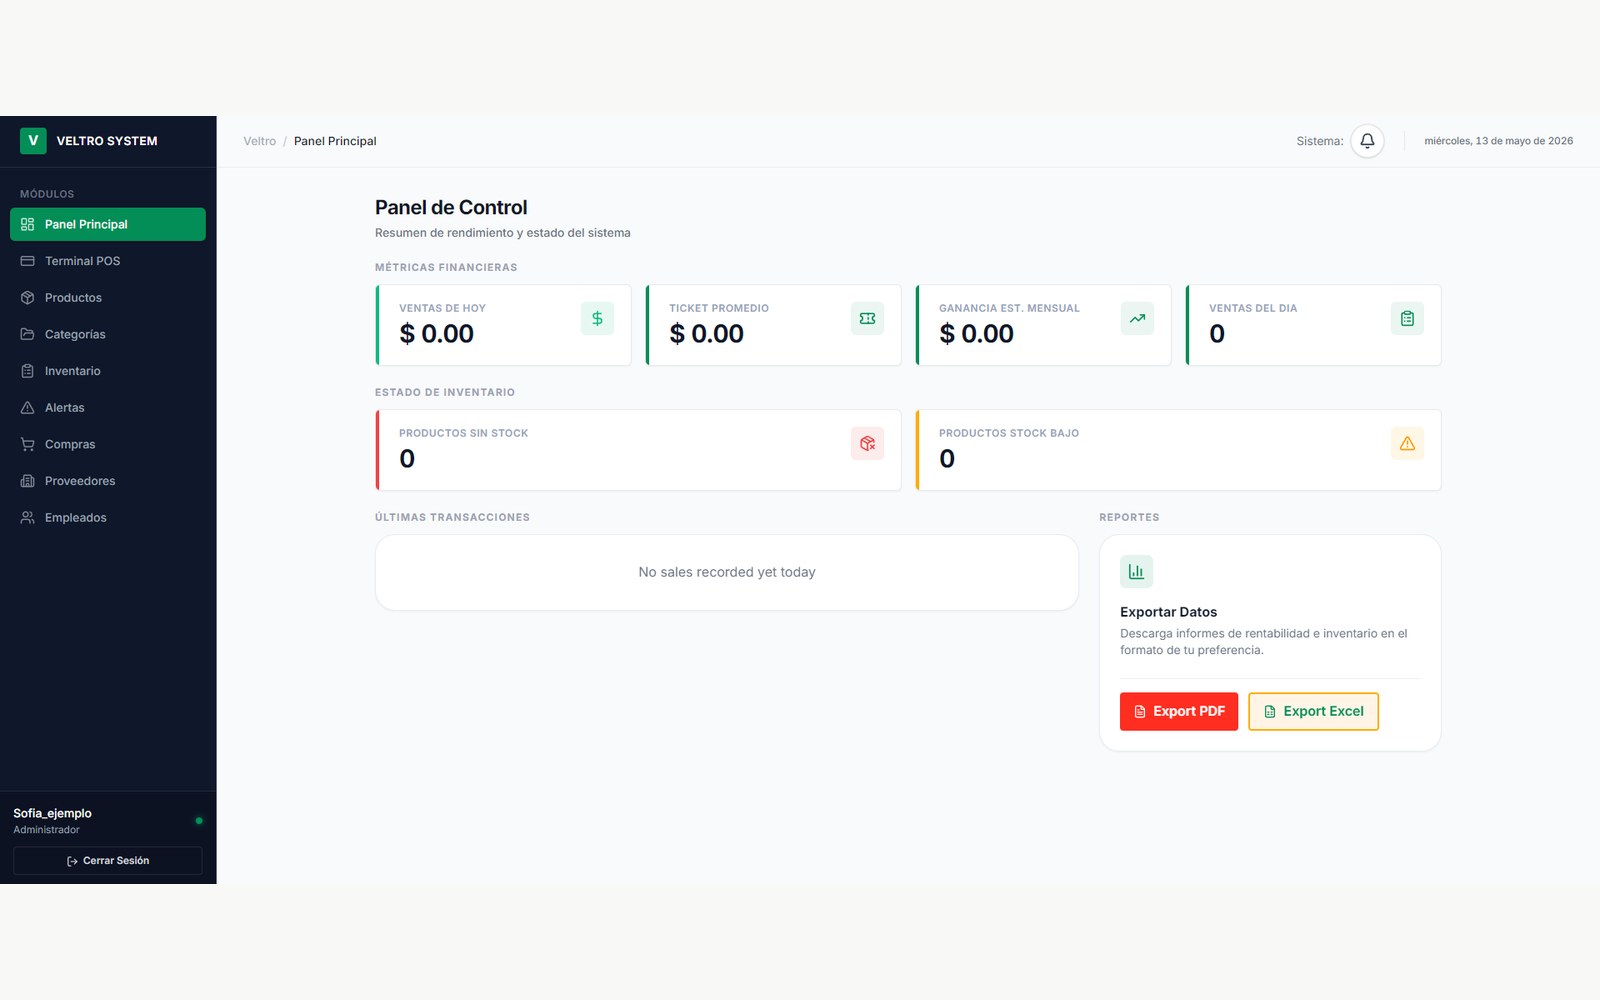 V VELTRO SYSTEM
MÓDULOS
Panel Principal
Terminal POS
Productos
Categorías
Inventario
Alertas
Compras
Proveedores
Empleados
Sofia_ejemplo
Administrador
Cerrar Sesión
Veltro / Panel Principal
Sistema:
miércoles, 13 de mayo de 2026
Panel de Control
Resumen de rendimiento y estado del sistema
MÉTRICAS FINANCIERAS
VENTAS DE HOY
$ 0.00
TICKET PROMEDIO
$ 0.00
GANANCIA EST. MENSUAL
$ 0.00
VENTAS DEL DIA
0
ESTADO DE INVENTARIO
PRODUCTOS SIN STOCK
0
PRODUCTOS STOCK BAJO
0
ÚLTIMAS TRANSACCIONES
No sales recorded yet today
REPORTES
Exportar Datos
Descarga informes de rentabilidad e inventario en el
formato de tu preferencia.
Export PDF
Export Excel